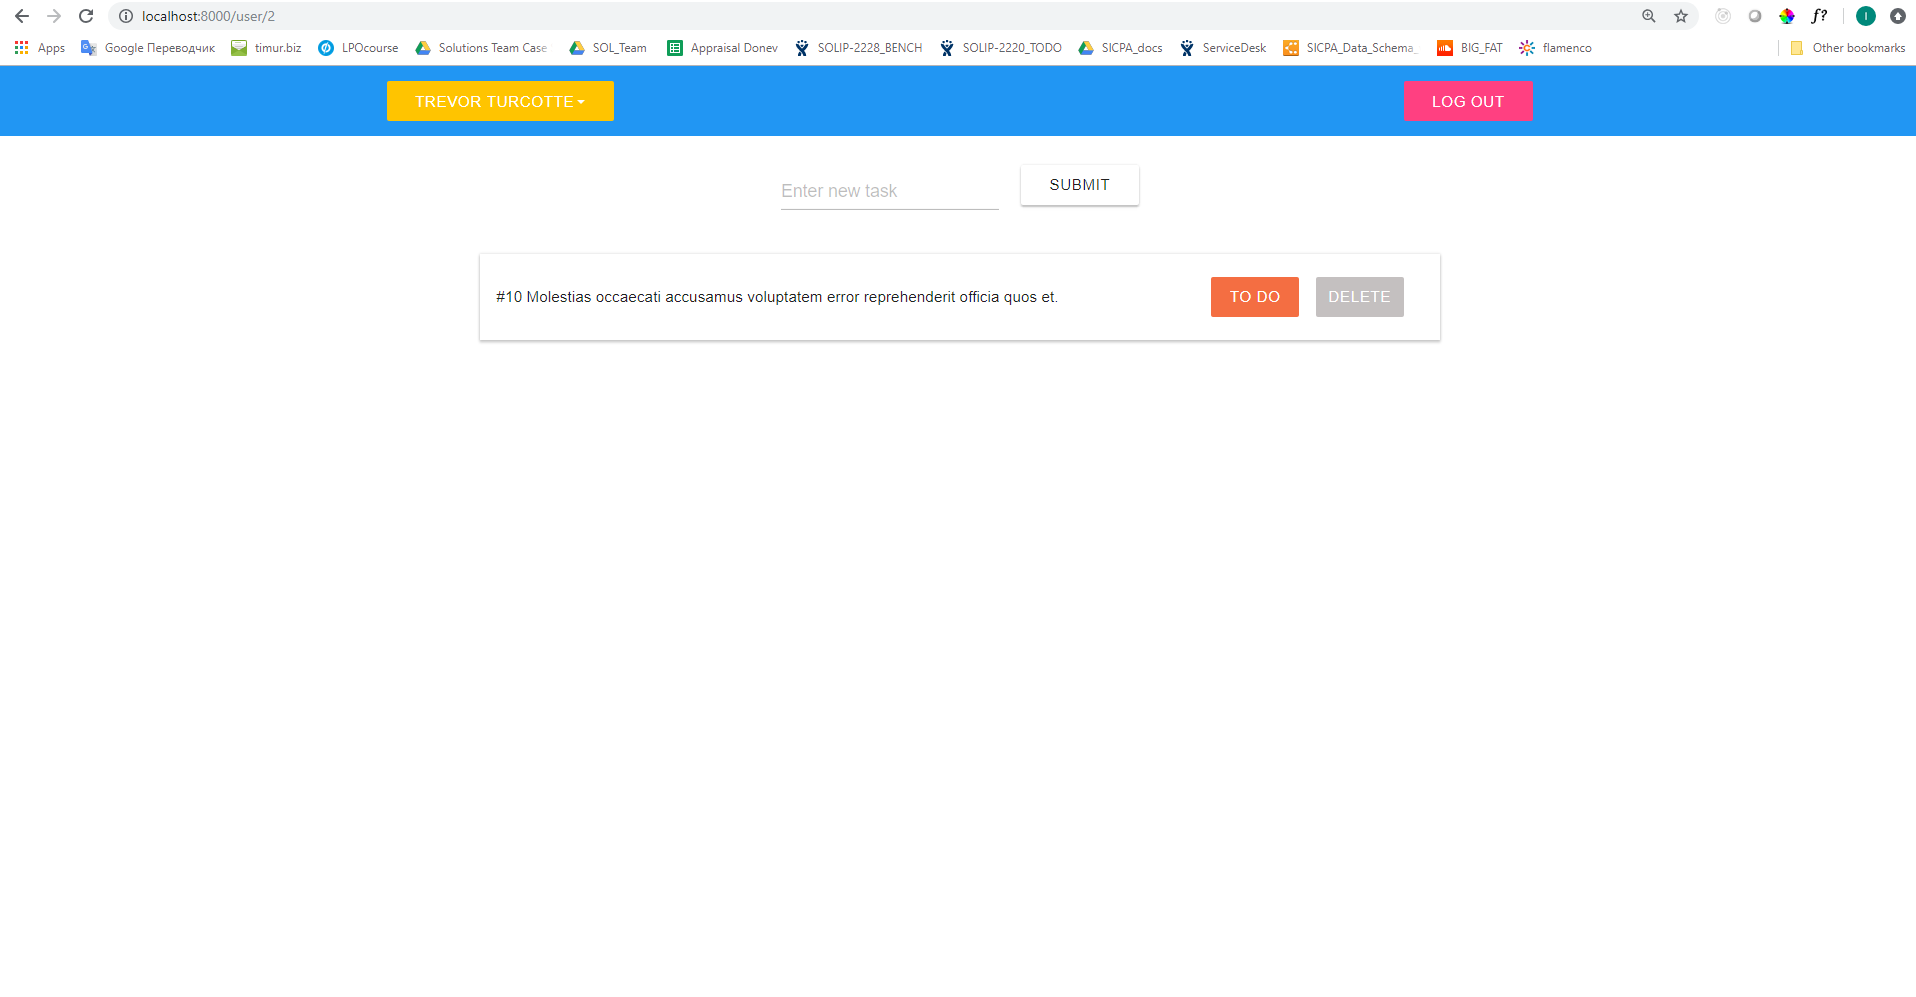 localhost:8000/user/2
f?
I
Apps Google Переводчик timur.biz LPOcourse Solutions Team Case SOL_Team Appraisal Donev SOLIP-2228_BENCH SOLIP-2220_TODO SICPA_docs ServiceDesk SICPA_Data_Schema_ BIG_FAT flamenco Other bookmarks
TREVOR TURCOTTE LOG OUT
Enter new task SUBMIT
#10 Molestias occaecati accusamus voluptatem error reprehenderit officia quos et. TO DO DELETE